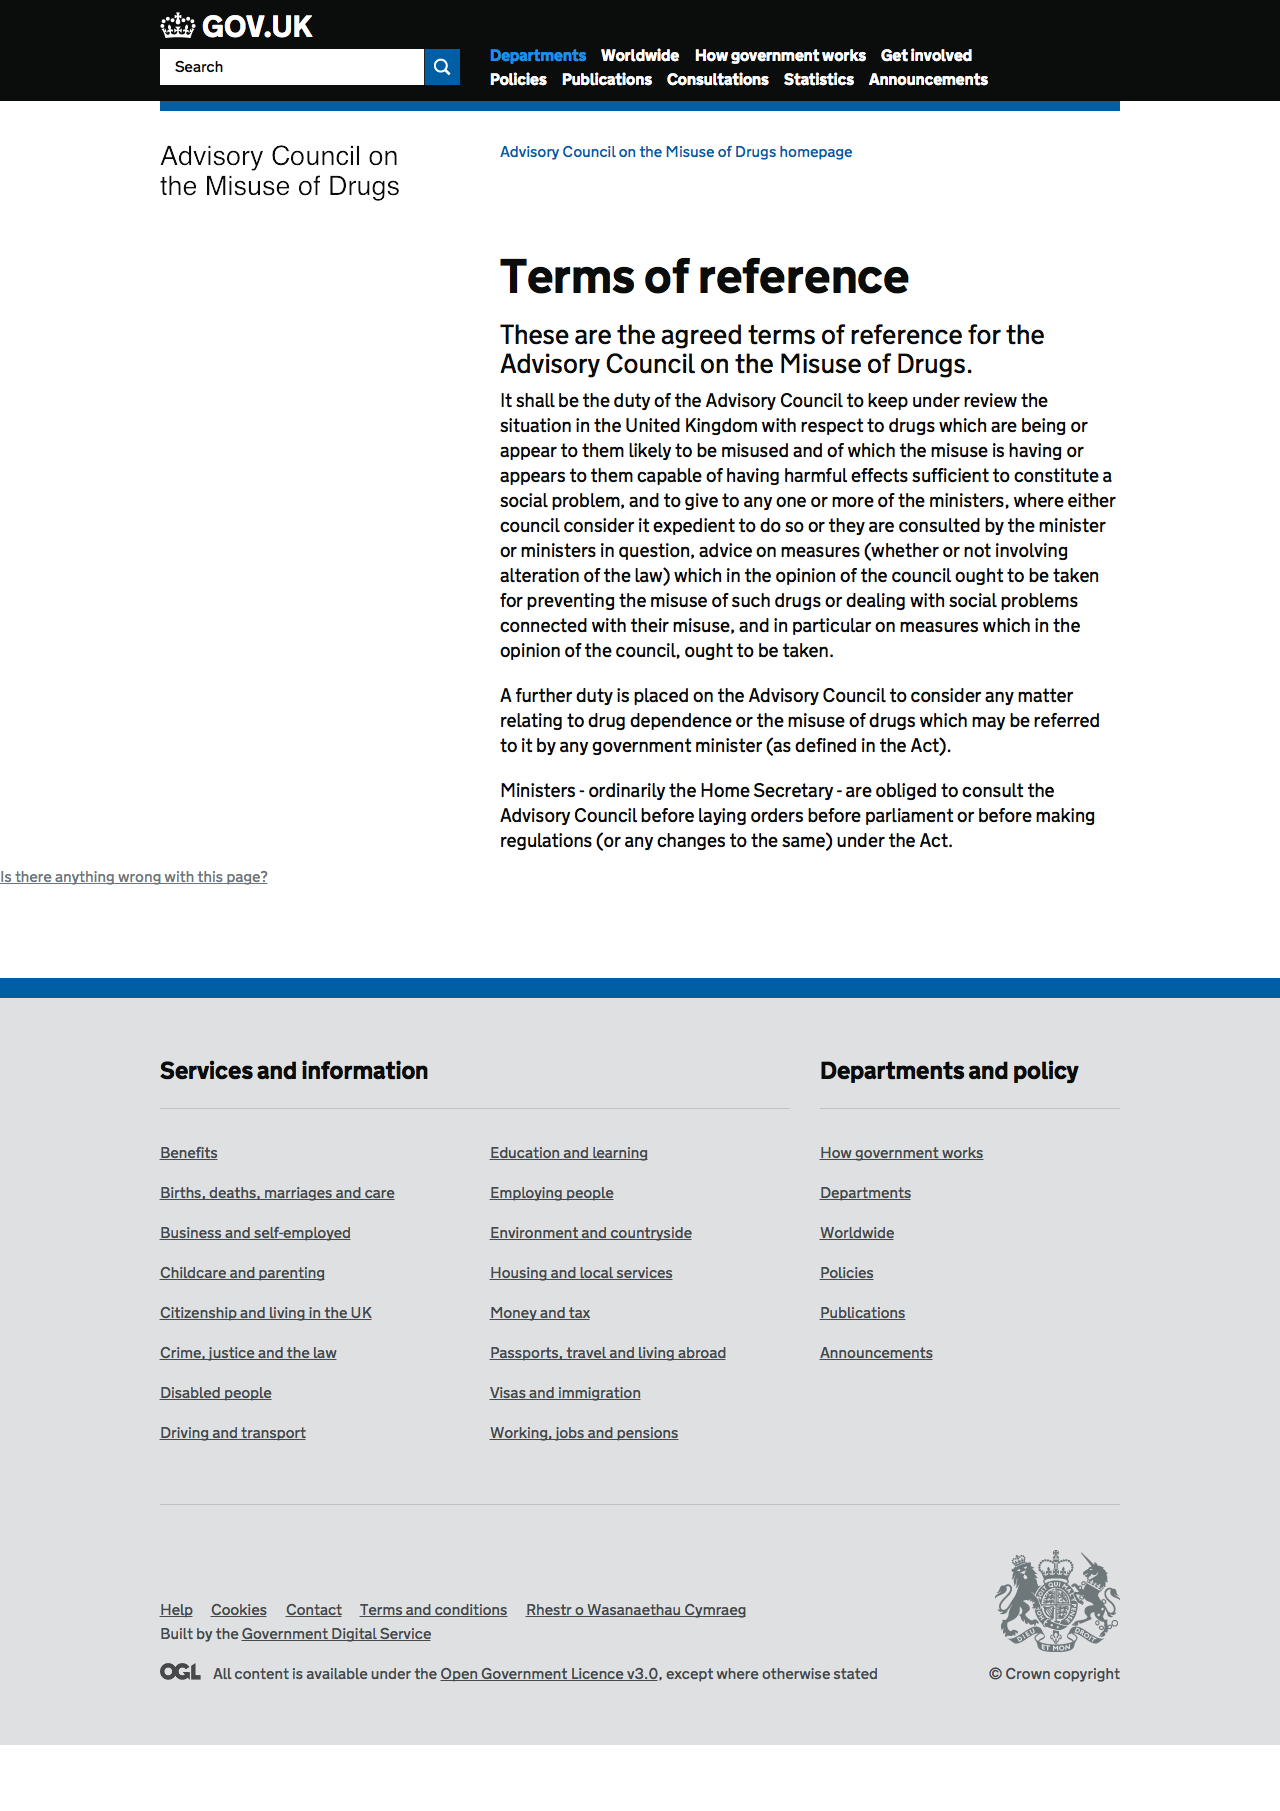 GOV.UK
Search
Departments Worldwide How government works Get involved
Policies Publications Consultations Statistics Announcements
Advisory Council on
the Misuse of Drugs
Advisory Council on the Misuse of Drugs homepage
Terms of reference
These are the agreed terms of reference for the
Advisory Council on the Misuse of Drugs.
It shall be the duty of the Advisory Council to keep under review the
situation in the United Kingdom with respect to drugs which are being or
appear to them likely to be misused and of which the misuse is having or
appears to them capable of having harmful effects sufficient to constitute a
social problem, and to give to any one or more of the ministers, where either
council consider it expedient to do so or they are consulted by the minister
or ministers in question, advice on measures (whether or not involving
alteration of the law) which in the opinion of the council ought to be taken
for preventing the misuse of such drugs or dealing with social problems
connected with their misuse, and in particular on measures which in the
opinion of the council, ought to be taken.
A further duty is placed on the Advisory Council to consider any matter
relating to drug dependence or the misuse of drugs which may be referred
to it by any government minister (as defined in the Act).
Ministers - ordinarily the Home Secretary - are obliged to consult the
Advisory Council before laying orders before parliament or before making
regulations (or any changes to the same) under the Act.
Is there anything wrong with this page?
Services and information
Benefits
Births, deaths, marriages and care
Business and self-employed
Childcare and parenting
Citizenship and living in the UK
Crime, justice and the law
Disabled people
Driving and transport
Education and learning
Employing people
Environment and countryside
Housing and local services
Money and tax
Passports, travel and living abroad
Visas and immigration
Working, jobs and pensions
Departments and policy
How government works
Departments
Worldwide
Policies
Publications
Announcements
Help Cookies Contact Terms and conditions Rhestr o Wasanaethau Cymraeg
Built by the Government Digital Service
OGL All content is available under the Open Government Licence v3.0, except where otherwise stated
DIEU ET MON DROIT
© Crown copyright